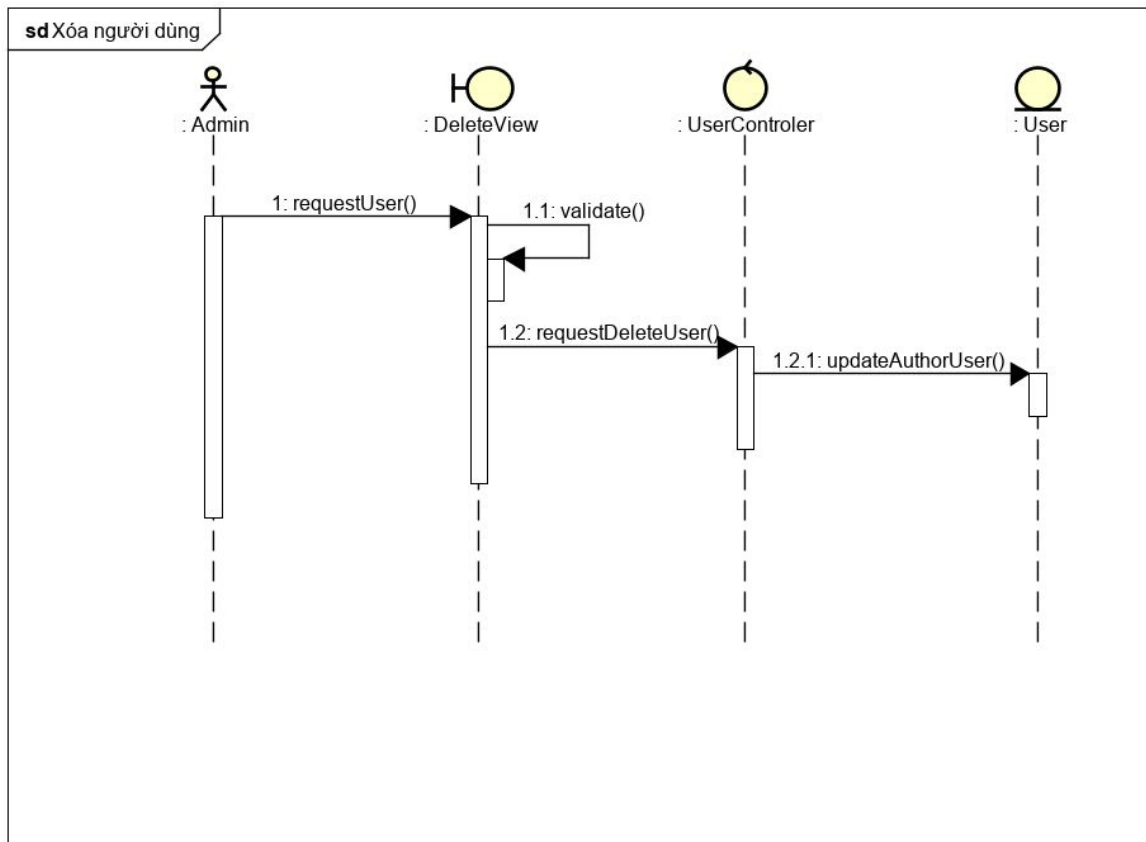 sd Xóa người dùng
: Admin
: DeleteView
: UserControler
: User
1: requestUser()
1.1: validate()
1.2: requestDeleteUser()
1.2.1: updateAuthorUser()